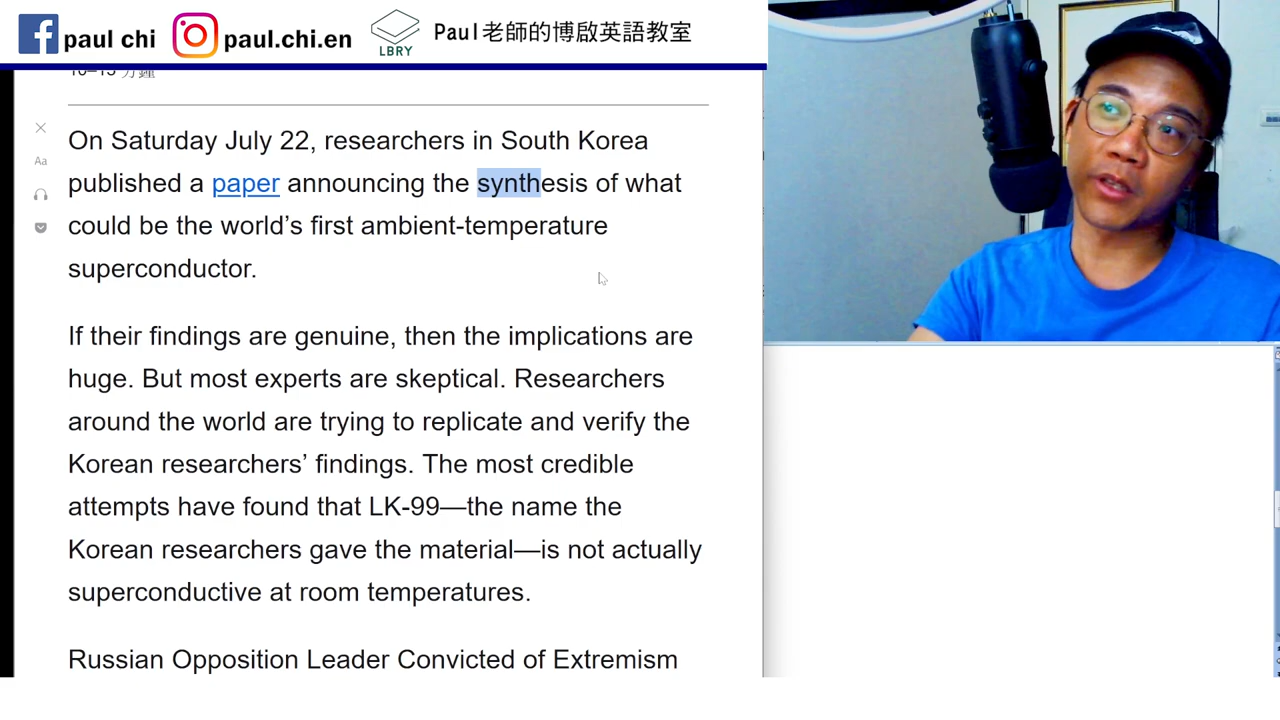 paul chi
paul.chi.en
LBRY
Paul老師的博啟英語教室
10–15 分鐘
Aa
On Saturday July 22, researchers in South Korea
published a paper announcing the synthesis of what
could be the world’s first ambient-temperature
superconductor.
If their findings are genuine, then the implications are
huge. But most experts are skeptical. Researchers
around the world are trying to replicate and verify the
Korean researchers’ findings. The most credible
attempts have found that LK-99—the name the
Korean researchers gave the material—is not actually
superconductive at room temperatures.
Russian Opposition Leader Convicted of Extremism